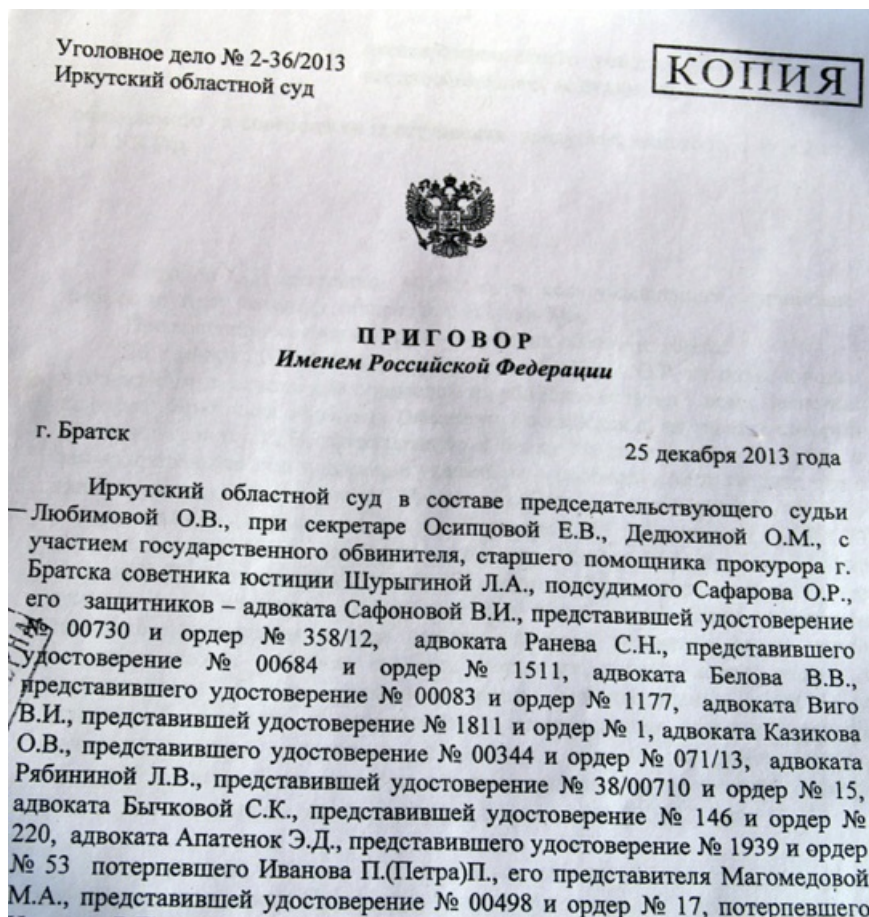 Уголовное дело № 2-36/2013
Иркутский областной суд
КОПИЯ
ПРИГОВОР
Именем Российской Федерации
г. Братск
25 декабря 2013 года
Иркутский областной суд в составе председательствующего судьи
Любимовой О.В., при секретаре Осипцовой Е.В., Дедюхиной О.М., с
участием государственного обвинителя, старшего помощника прокурора г.
Братска советника юстиции Шурыгиной Л.А., подсудимого Сафарова О.Р.,
его защитников – адвоката Сафоновой В.И., представившей удостоверение
№ 00730 и ордер № 358/12, адвоката Ранева С.Н., представившего
удостоверение № 00684 и ордер № 1511, адвоката Белова В.В.,
представившего удостоверение № 00083 и ордер № 1177, адвоката Виго
В.И., представившей удостоверение № 1811 и ордер № 1, адвоката Казикова
О.В., представившего удостоверение № 00344 и ордер № 071/13, адвоката
Рябининой Л.В., представившей удостоверение № 38/00710 и ордер № 15,
адвоката Бычковой С.К., представившей удостоверение № 146 и ордер №
220, адвоката Апатенок Э.Д., представившего удостоверение № 1939 и ордер
№ 53 потерпевшего Иванова П.(Петра)П., его представителя Магомедовой
М.А., представившей удостоверение № 00498 и ордер № 17, потерпевшего